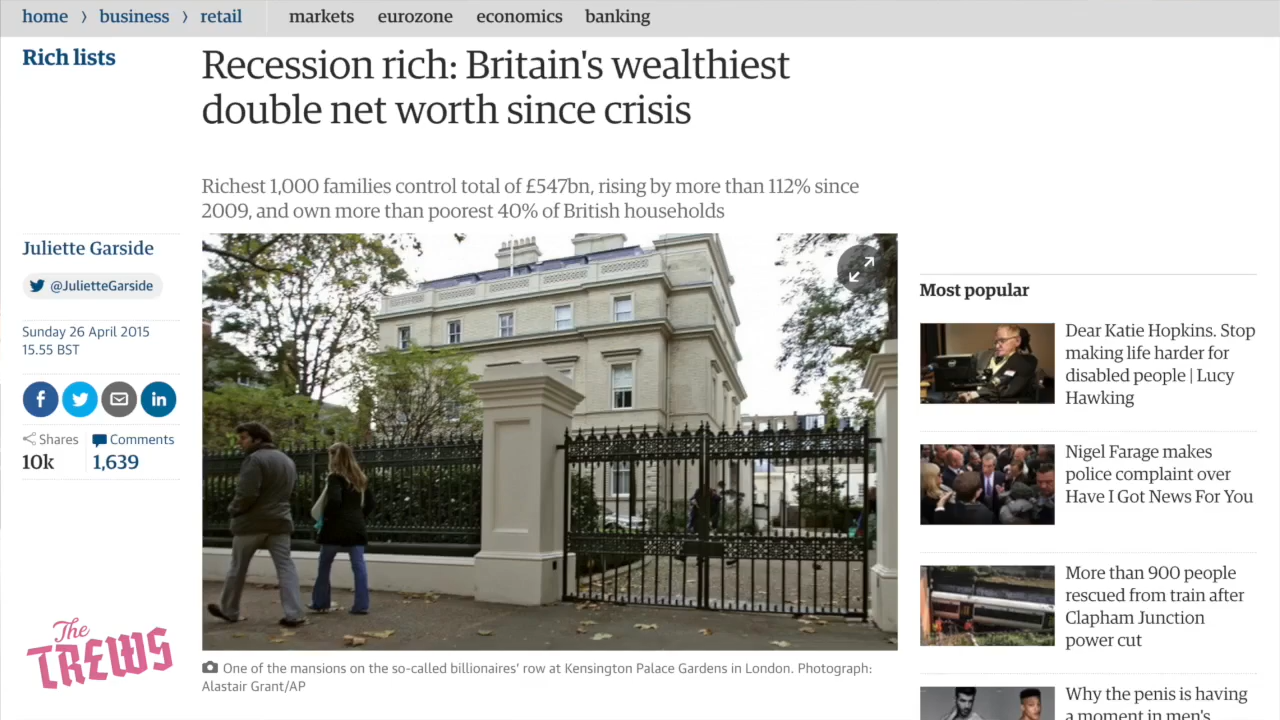 home › business › retail
markets eurozone economics banking
Rich lists
Recession rich: Britain's wealthiest
double net worth since crisis
Richest 1,000 families control total of £547bn, rising by more than 112% since
2009, and own more than poorest 40% of British households
Juliette Garside
@JulietteGarside
Sunday 26 April 2015
15.55 BST
f
in
Shares
10k
Comments
1,639
The
TREWS
One of the mansions on the so-called billionaires' row at Kensington Palace Gardens in London. Photograph:
Alastair Grant/AP
Most popular
Dear Katie Hopkins. Stop
making life harder for
disabled people | Lucy
Hawking
Nigel Farage makes
police complaint over
Have I Got News For You
More than 900 people
rescued from train after
Clapham Junction
power cut
Why the penis is having
a moment in men's